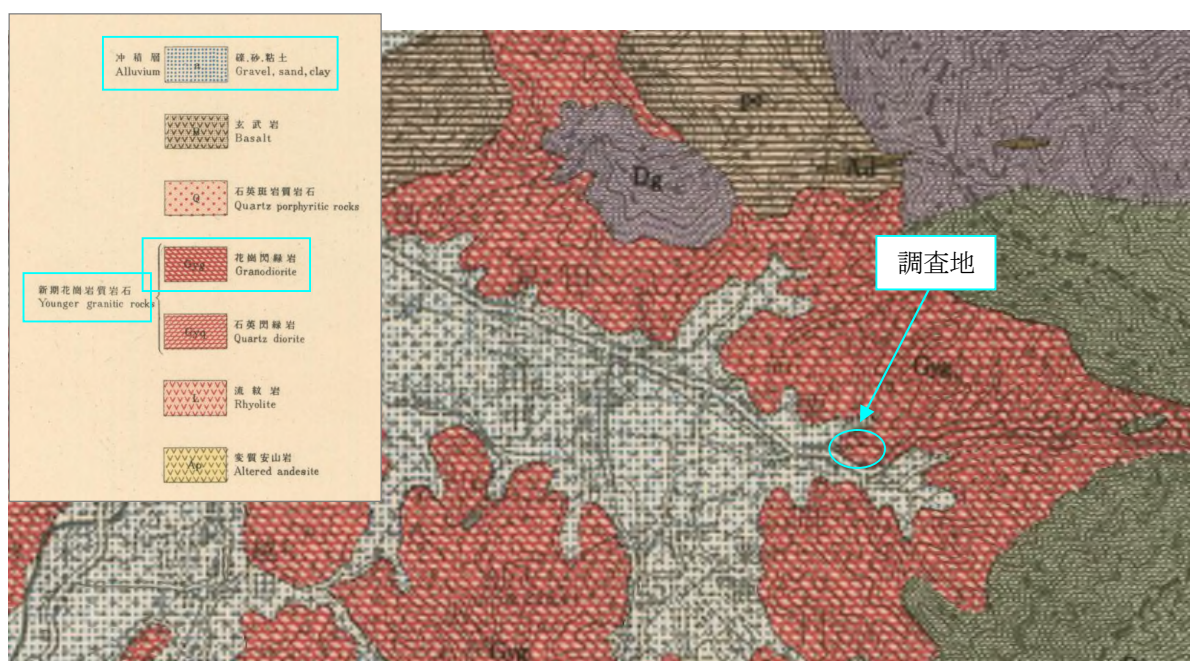 冲積層
Alluvium
a
礫.砂.粘土
Gravel, sand, clay
玄武岩
Basalt
Q
石英斑岩質岩石
Quartz porphyritic rocks
新期花崗岩質岩石
Younger granitic rocks
Gyg
花崗閃緑岩
Granodiorite
Gyq
石英閃緑岩
Quartz diorite
L
流紋岩
Rhyolite
Ap
変質安山岩
Altered andesite
Dg
Ad
調査地
Gyg
Gyg